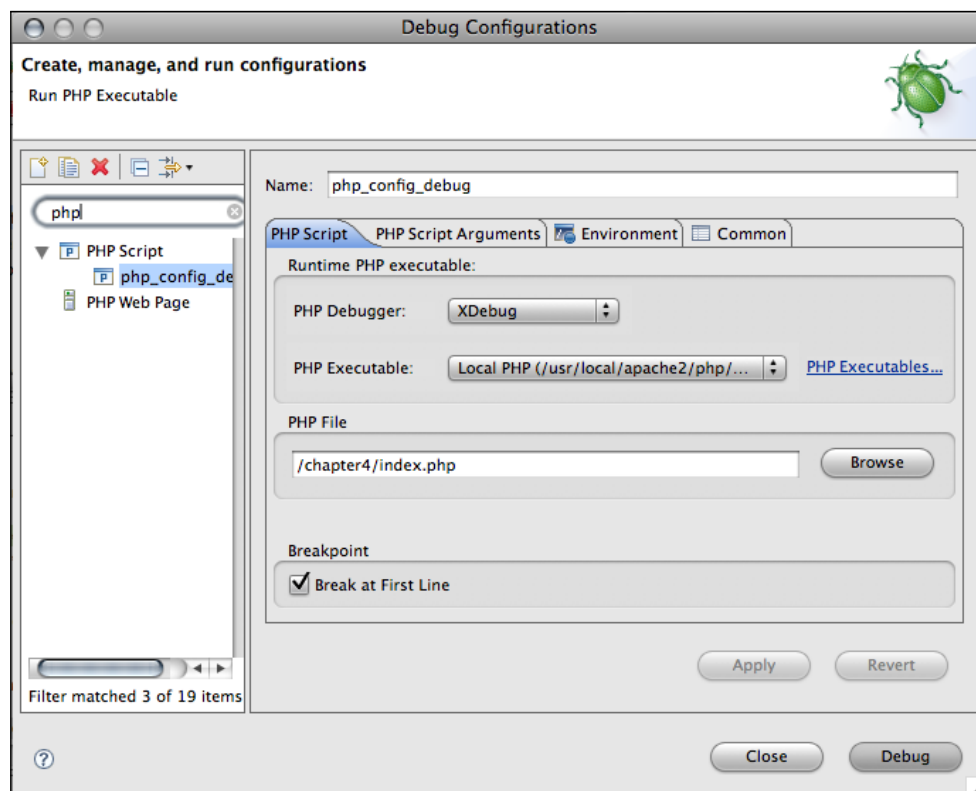 Debug Configurations
Create, manage, and run configurations
Run PHP Executable
php
PHP Script
php_config_de
PHP Web Page
Filter matched 3 of 19 items
Name: php_config_debug
PHP Script PHP Script Arguments Environment Common
Runtime PHP executable:
PHP Debugger: XDebug
PHP Executable: Local PHP (/usr/local/apache2/php/... PHP Executables...
PHP File
/chapter4/index.php Browse
Breakpoint
Break at First Line
Apply Revert
? Close Debug